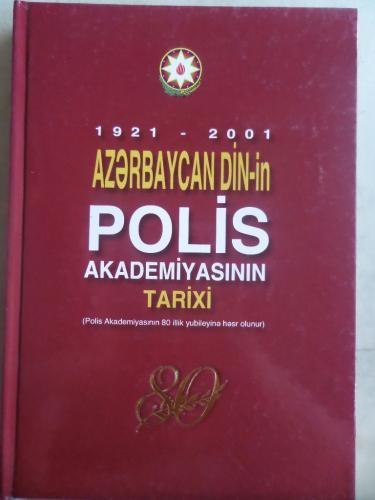 1921 - 2001
AZƏRBAYCAN DİN-in
POLİS
AKADEMİYASININ
TARİXİ
(Polis Akademiyasının 80 illik yubileyinə həsr olunur)
80